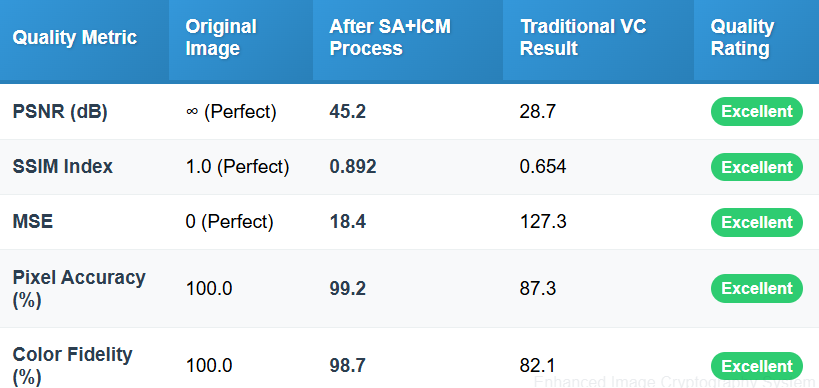 Quality Metric Original Image After SA+ICM Process Traditional VC Result Quality Rating
PSNR (dB) ∞ (Perfect) 45.2 28.7 Excellent
SSIM Index 1.0 (Perfect) 0.892 0.654 Excellent
MSE 0 (Perfect) 18.4 127.3 Excellent
Pixel Accuracy (%) 100.0 99.2 87.3 Excellent
Color Fidelity (%) 100.0 98.7 82.1 Excellent
Enhanced Image Cryptography System